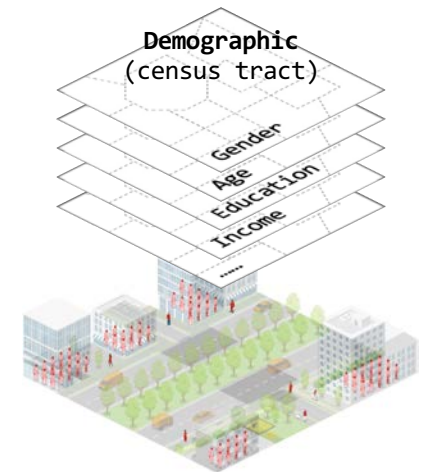 Demographic
(census tract)
Gender
Age
Education
Income
......